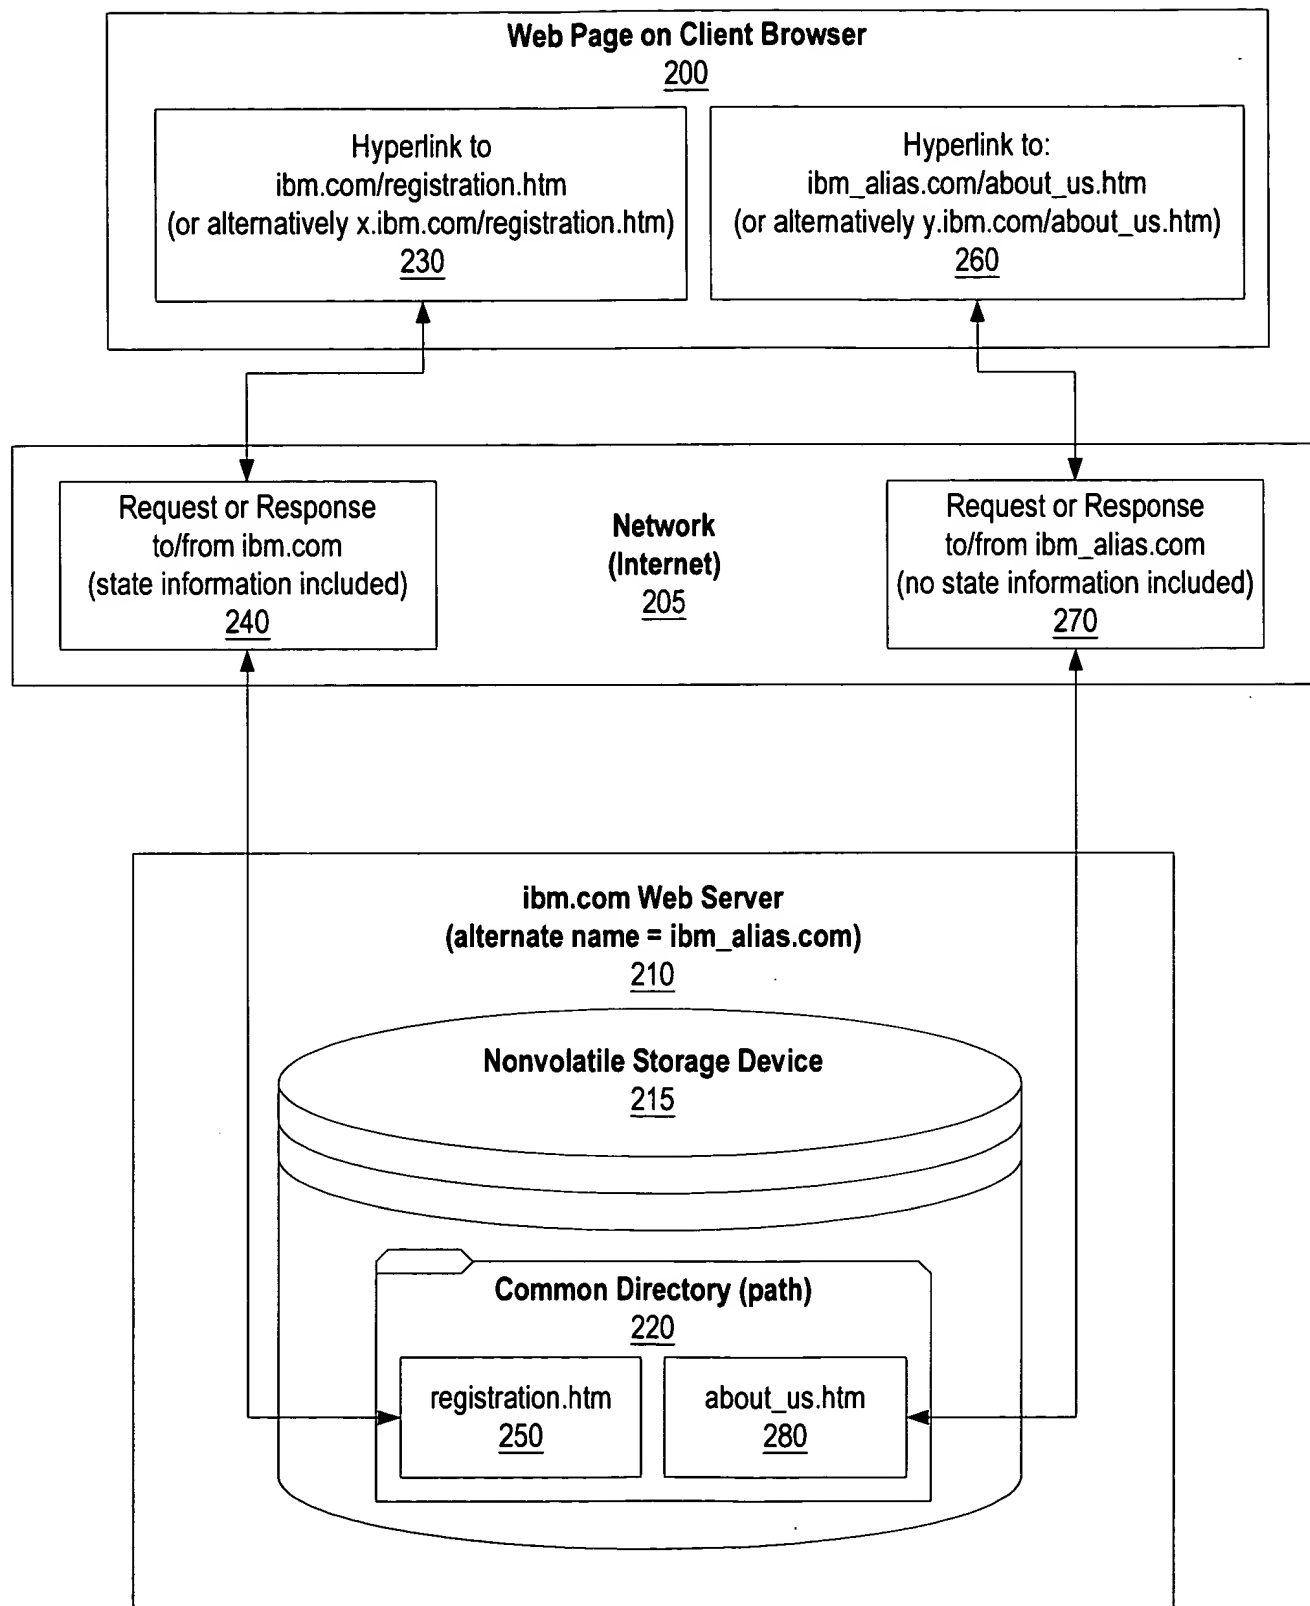 Web Page on Client Browser
200
Hyperlink to
ibm.com/registration.htm
(or alternatively x.ibm.com/registration.htm)
230
Hyperlink to:
ibm_alias.com/about_us.htm
(or alternatively y.ibm.com/about_us.htm)
260
Request or Response
to/from ibm.com
(state information included)
240
Network
(Internet)
205
Request or Response
to/from ibm_alias.com
(no state information included)
270
ibm.com Web Server
(alternate name = ibm_alias.com)
210
Nonvolatile Storage Device
215
Common Directory (path)
220
registration.htm
250
about_us.htm
280